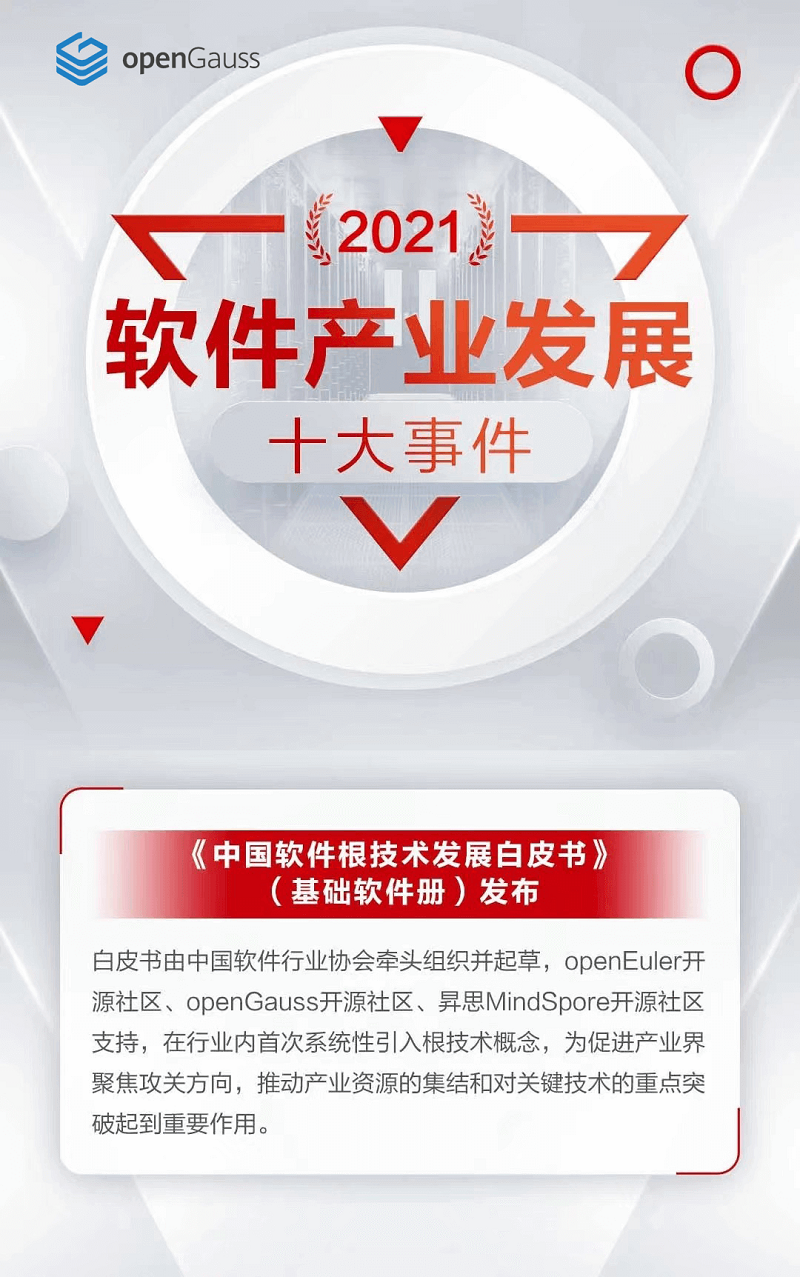 openGauss
2021
软件产业发展
十大事件
《中国软件根技术发展白皮书》
（基础软件册）发布
白皮书由中国软件行业协会牵头组织并起草，openEuler开
源社区、openGauss开源社区、昇思MindSpore开源社区
支持，在行业内首次系统性引入根技术概念，为促进产业界
聚焦攻关方向，推动产业资源的集结和对关键技术的重点突
破起到重要作用。